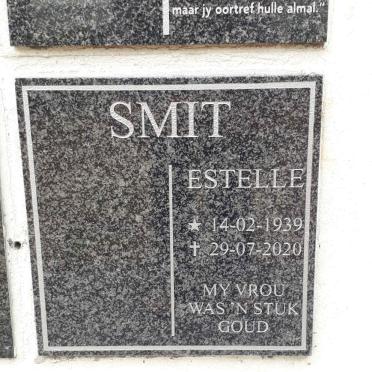 maar jy oortref hulle almal."
SMIT
ESTELLE
★ 14-02-1939
✝ 29-07-2020
MY VROU
WAS 'N STUK
GOUD